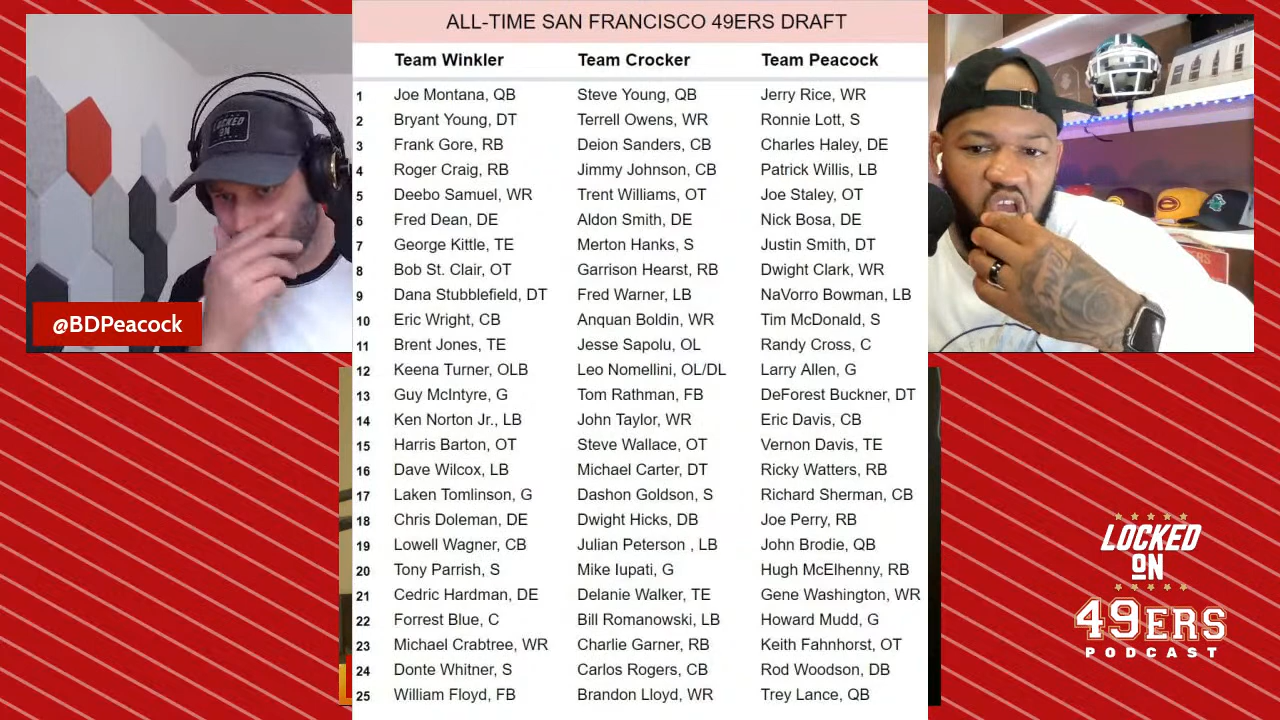 ALL-TIME SAN FRANCISCO 49ERS DRAFT
Team Winkler Team Crocker Team Peacock
1 Joe Montana, QB Steve Young, QB Jerry Rice, WR
2 Bryant Young, DT Terrell Owens, WR Ronnie Lott, S
3 Frank Gore, RB Deion Sanders, CB Charles Haley, DE
4 Roger Craig, RB Jimmy Johnson, CB Patrick Willis, LB
5 Deebo Samuel, WR Trent Williams, OT Joe Staley, OT
6 Fred Dean, DE Aldon Smith, DE Nick Bosa, DE
7 George Kittle, TE Merton Hanks, S Justin Smith, DT
8 Bob St. Clair, OT Garrison Hearst, RB Dwight Clark, WR
9 Dana Stubblefield, DT Fred Warner, LB NaVorro Bowman, LB
10 Eric Wright, CB Anquan Boldin, WR Tim McDonald, S
11 Brent Jones, TE Jesse Sapolu, OL Randy Cross, C
12 Keena Turner, OLB Leo Nomellini, OL/DL Larry Allen, G
13 Guy McIntyre, G Tom Rathman, FB DeForest Buckner, DT
14 Ken Norton Jr., LB John Taylor, WR Eric Davis, CB
15 Harris Barton, OT Steve Wallace, OT Vernon Davis, TE
16 Dave Wilcox, LB Michael Carter, DT Ricky Watters, RB
17 Laken Tomlinson, G Dashon Goldson, S Richard Sherman, CB
18 Chris Doleman, DE Dwight Hicks, DB Joe Perry, RB
19 Lowell Wagner, CB Julian Peterson , LB John Brodie, QB
20 Tony Parrish, S Mike Iupati, G Hugh McElhenny, RB
21 Cedric Hardman, DE Delanie Walker, TE Gene Washington, WR
22 Forrest Blue, C Bill Romanowski, LB Howard Mudd, G
23 Michael Crabtree, WR Charlie Garner, RB Keith Fahnhorst, OT
24 Donte Whitner, S Carlos Rogers, CB Rod Woodson, DB
25 William Floyd, FB Brandon Lloyd, WR Trey Lance, QB
LOCKED
ON
@BDPeacock
LOCKED
ON
49ERS
PODCAST